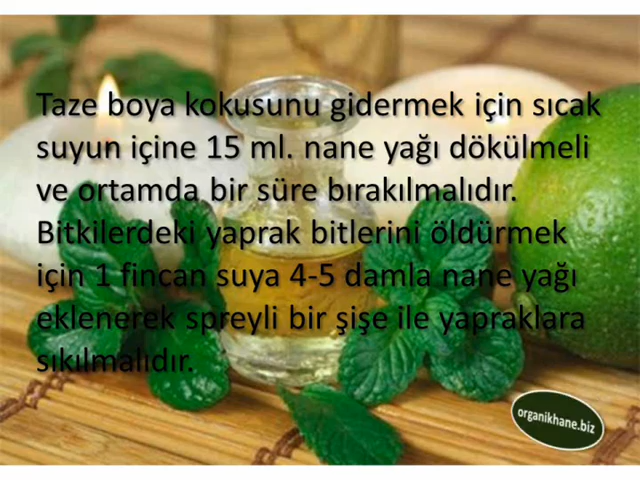 Taze boya kokusunu gidermek için sıcak
suyun içine 15 ml. nane yağı dökülmeli
ve ortamda bir süre bırakılmalıdır.
Bitkilerdeki yaprak bitlerini öldürmek
için 1 fincan suya 4-5 damla nane yağı
eklenerek spreyli bir şişe ile yapraklara
sıkılmalıdır.
organikhane.biz